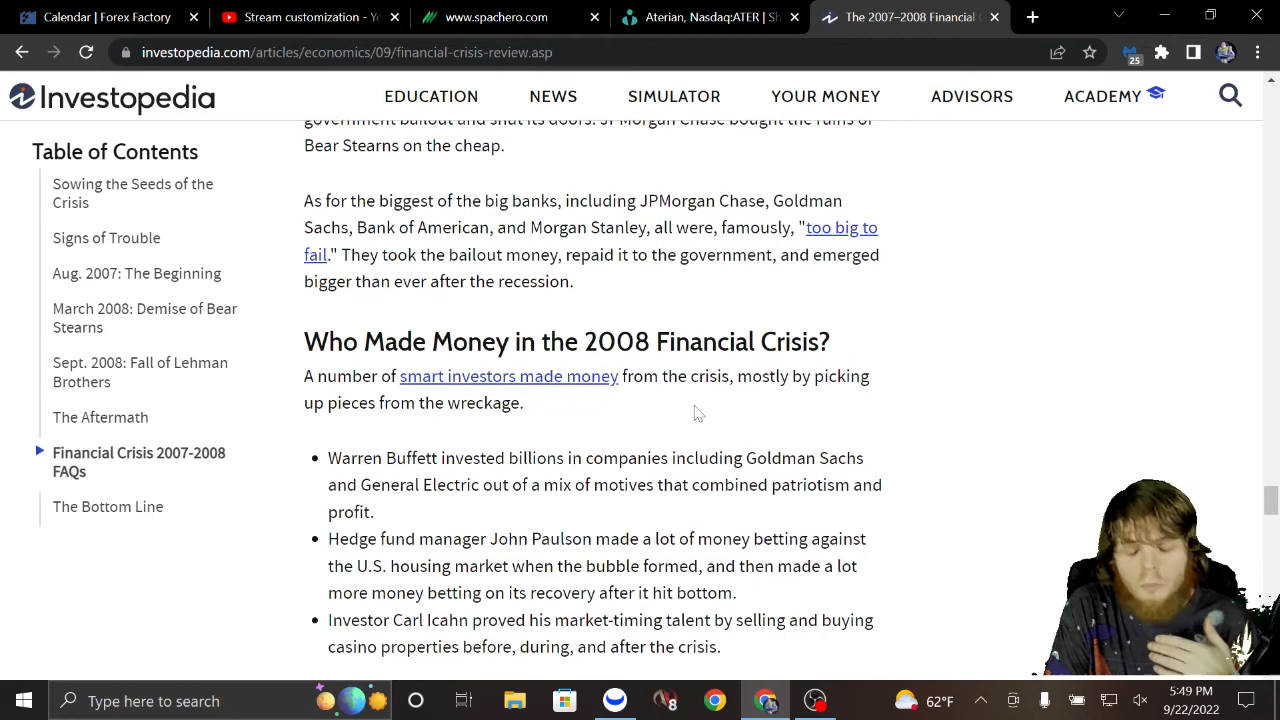 Calendar | Forex Factory
Stream customization - Yo
www.spachero.com
Aterian, Nasdaq:ATER | Sh
The 2007–2008 Financial
investopedia.com/articles/economics/09/financial-crisis-review.asp
25
Investopedia
EDUCATION
NEWS
SIMULATOR
YOUR MONEY
ADVISORS
ACADEMY
Table of Contents
Sowing the Seeds of the
Crisis
Signs of Trouble
Aug. 2007: The Beginning
March 2008: Demise of Bear
Stearns
Sept. 2008: Fall of Lehman
Brothers
The Aftermath
Financial Crisis 2007-2008
FAQs
The Bottom Line
government bailout and shut its doors. JPMorgan Chase bought the ruins of
Bear Stearns on the cheap.
As for the biggest of the big banks, including JPMorgan Chase, Goldman
Sachs, Bank of American, and Morgan Stanley, all were, famously, "too big to
fail." They took the bailout money, repaid it to the government, and emerged
bigger than ever after the recession.
Who Made Money in the 2008 Financial Crisis?
A number of smart investors made money from the crisis, mostly by picking
up pieces from the wreckage.
Warren Buffett invested billions in companies including Goldman Sachs
and General Electric out of a mix of motives that combined patriotism and
profit.
Hedge fund manager John Paulson made a lot of money betting against
the U.S. housing market when the bubble formed, and then made a lot
more money betting on its recovery after it hit bottom.
Investor Carl Icahn proved his market-timing talent by selling and buying
casino properties before, during, and after the crisis.
Type here to search
8
62°F
5:49 PM
9/22/2022